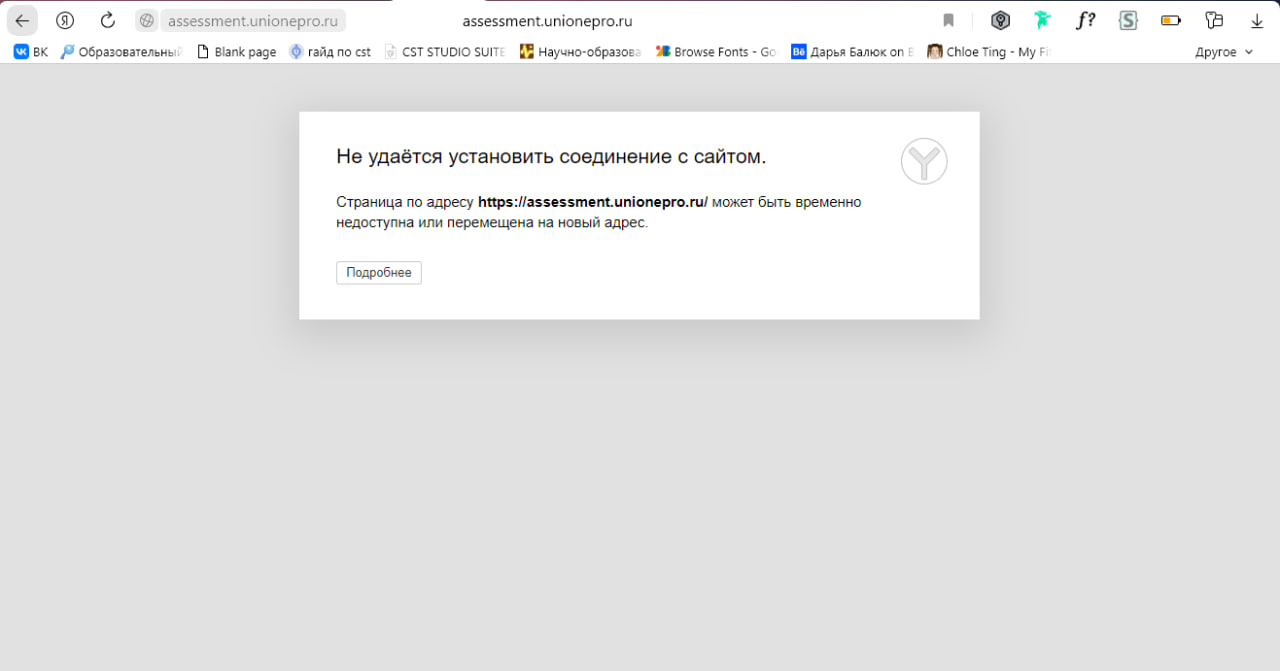 Я assessment.unionepro.ru assessment.unionepro.ru f? S
ВК Образовательный Blank page гайд по cst CST STUDIO SUITE Научно-образова Browse Fonts - Go Bē Дарья Балюк on Chloe Ting - My Fi Другое
Не удаётся установить соединение с сайтом.
Страница по адресу https://assessment.unionepro.ru/ может быть временно
недоступна или перемещена на новый адрес.
Подробнее